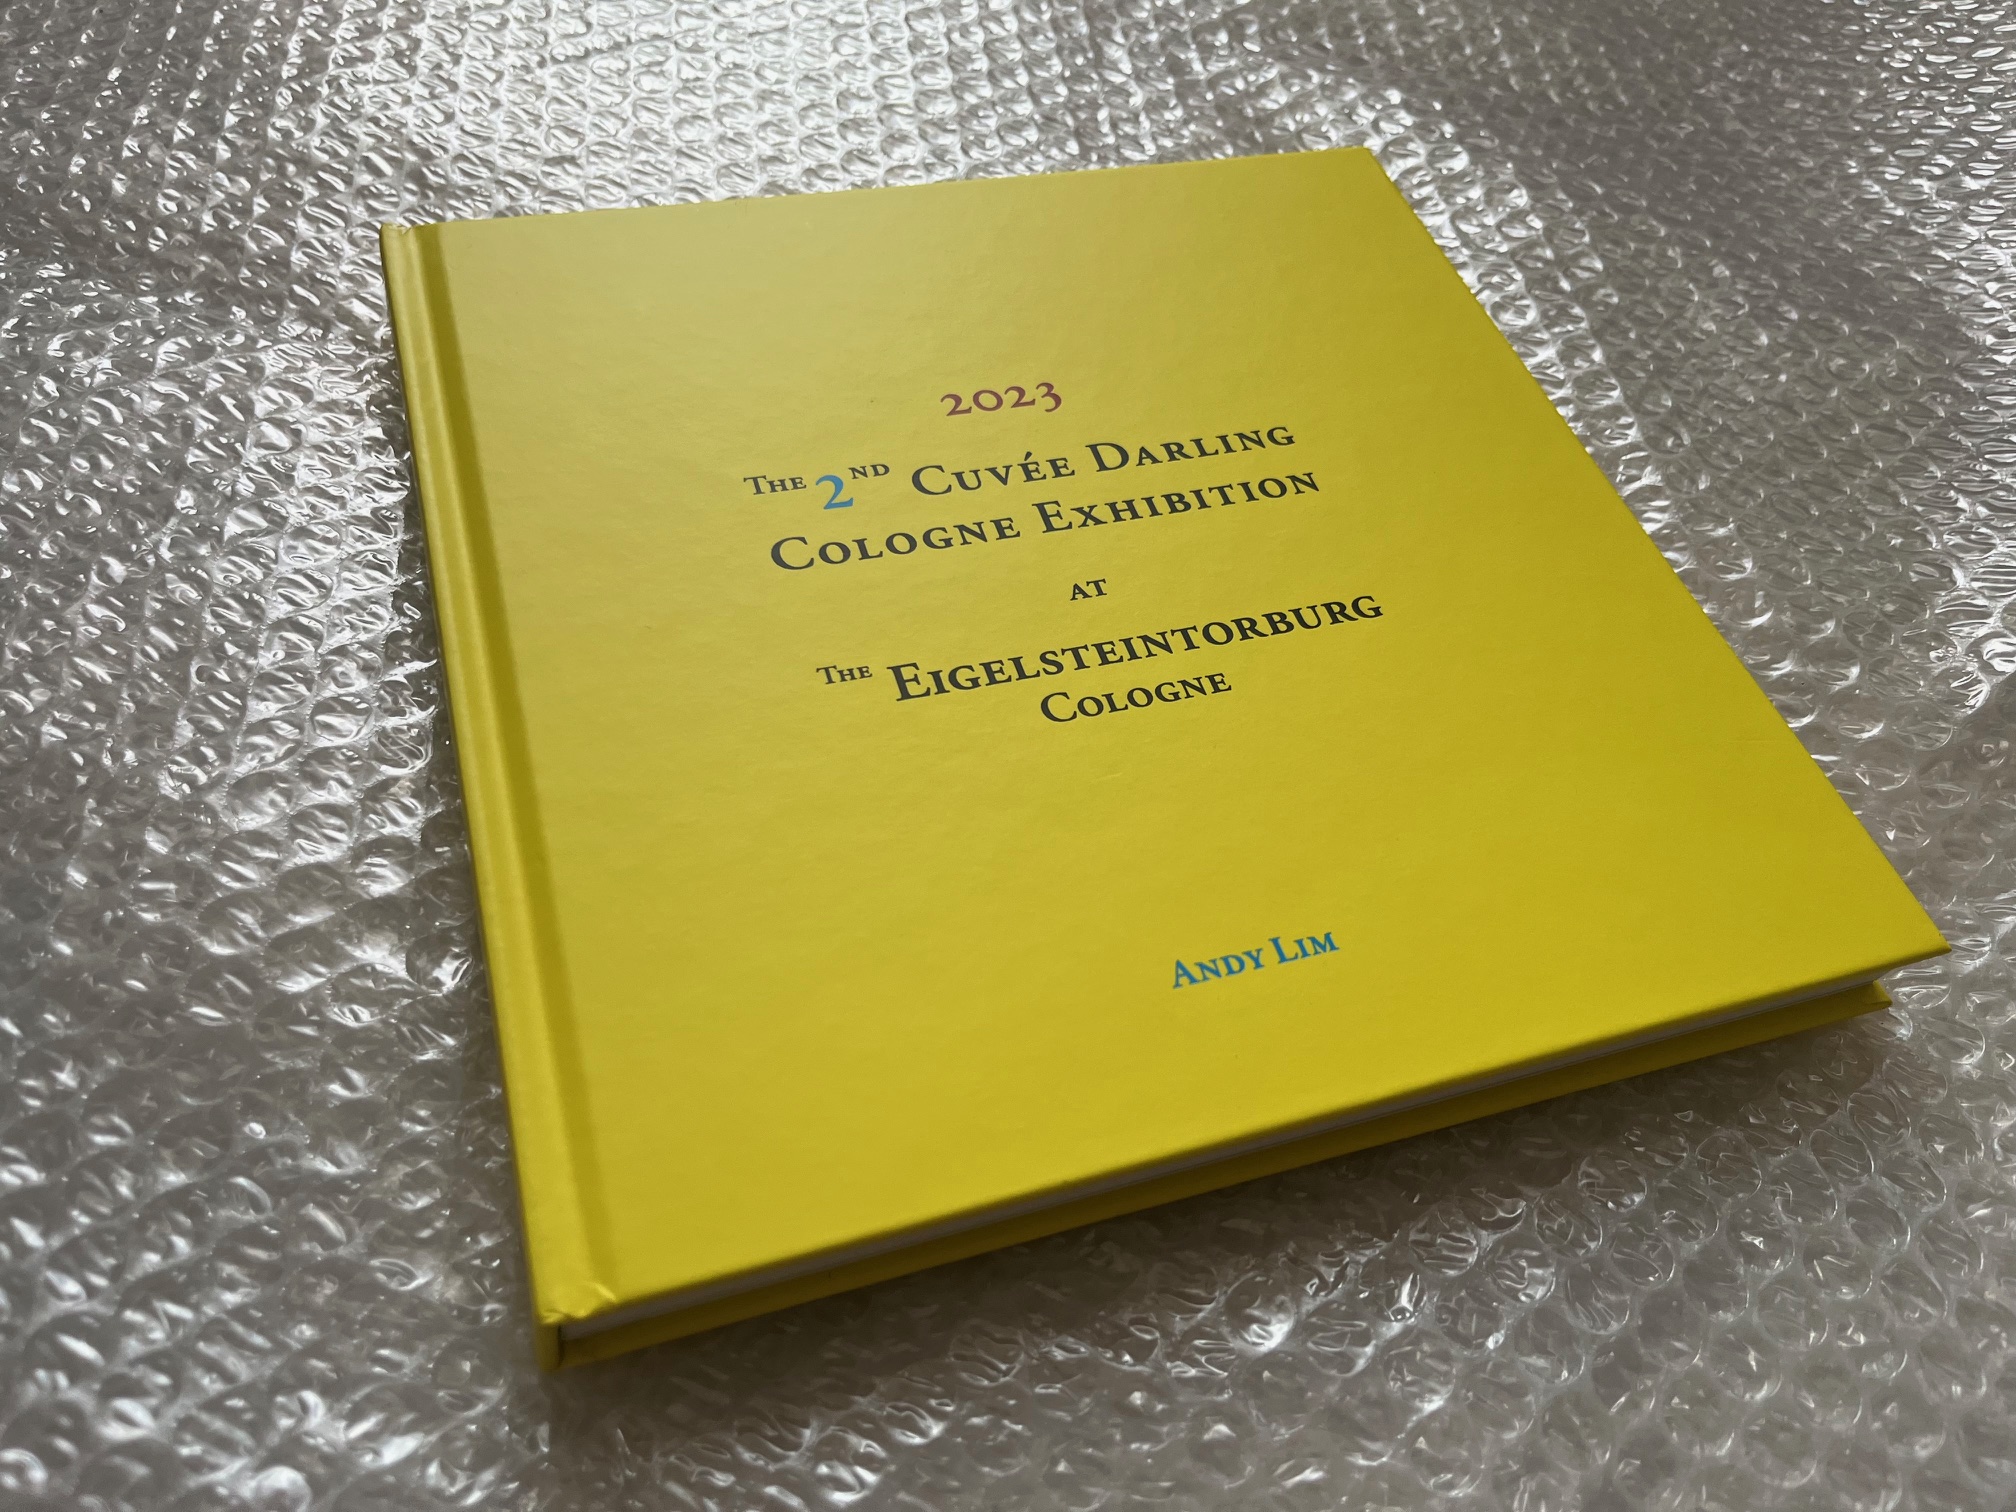 2023
The 2nd Cuvée Darling
Cologne Exhibition
at
The Eigelsteintorburg
Cologne
Andy Lim